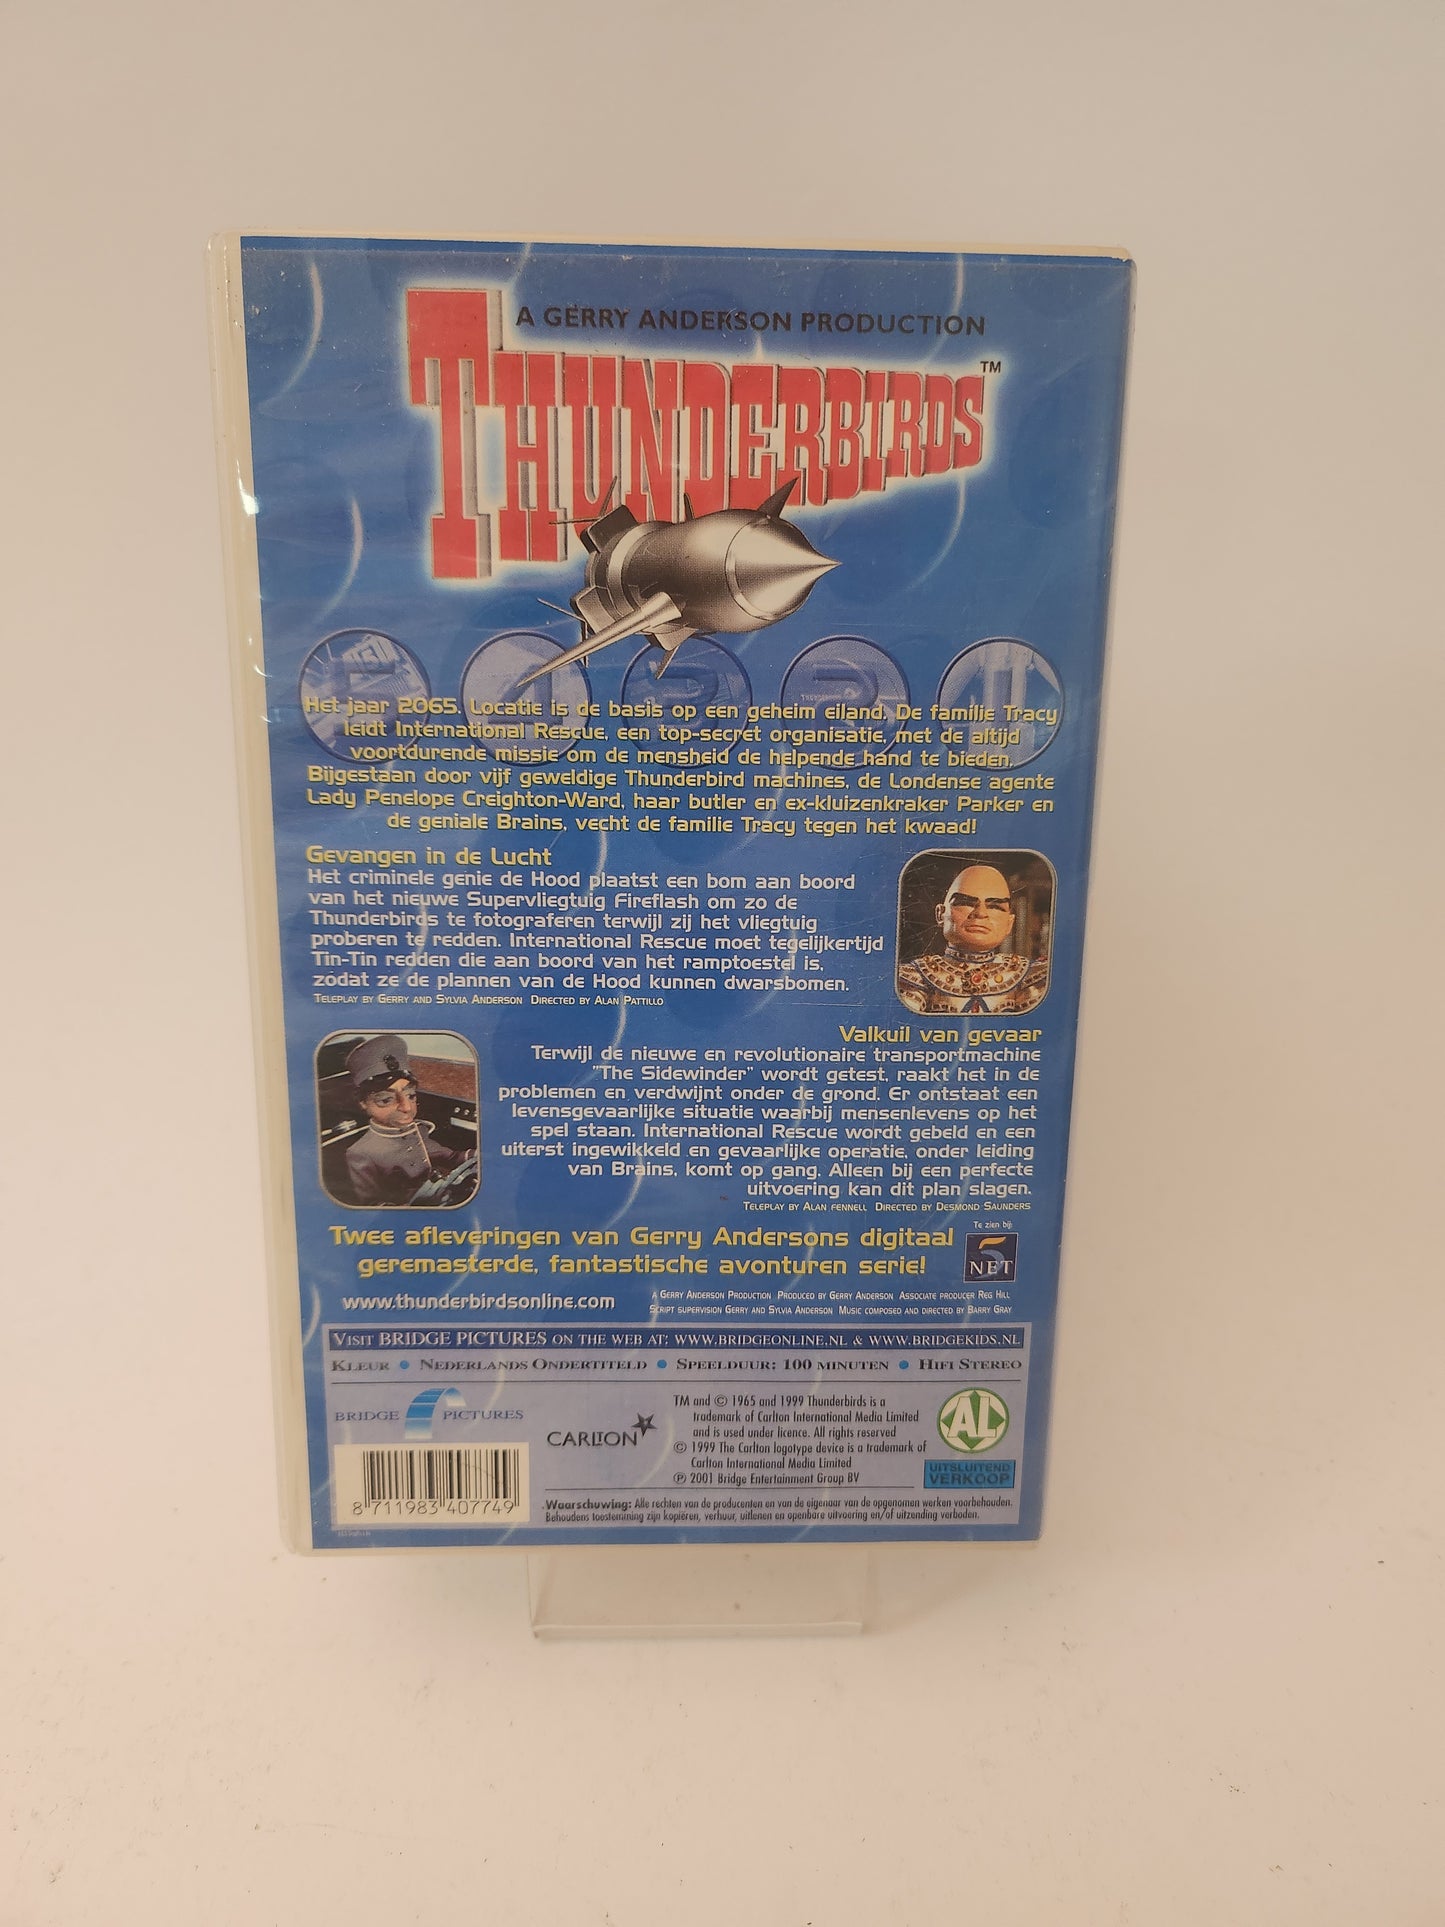 A GERRY ANDERSON PRODUCTION
THUNDERBIRDS™
5 4 3 2 1
Het jaar 2065. Locatie is de basis op een geheim eiland. De familie Tracy
leidt International Rescue, een top-secret organisatie, met de altijd
voortdurende missie om de mensheid de helpende hand te bieden.
Bijgestaan door vijf geweldige Thunderbird machines, de Londense agente
Lady Penelope Creighton-Ward, haar butler en ex-kluizenkraker Parker en
de geniale Brains, vecht de familie Tracy tegen het kwaad!
Gevangen in de Lucht
Het criminele genie de Hood plaatst een bom aan boord
van het nieuwe Supervliegtuig Fireflash om zo de
Thunderbirds te fotograferen terwijl zij het vliegtuig
proberen te redden. International Rescue moet tegelijkertijd
Tin-Tin redden die aan boord van het ramptoestel is,
zodat ze de plannen van de Hood kunnen dwarsbomen.
Teleplay by Gerry and Sylvia Anderson Directed by Alan Pattillo
Valkuil van gevaar
Terwijl de nieuwe en revolutionaire transportmachine
"The Sidewinder" wordt getest, raakt het in de
problemen en verdwijnt onder de grond. Er ontstaat een
levensgevaarlijke situatie waarbij mensenlevens op het
spel staan. International Rescue wordt gebeld en een
uiterst ingewikkeld en gevaarlijke operatie, onder leiding
van Brains, komt op gang. Alleen bij een perfecte
uitvoering kan dit plan slagen.
Teleplay by Alan Fennell Directed by Desmond Saunders
Twee afleveringen van Gerry Andersons digitaal
geremasterde, fantastische avonturen serie!
Te zien bij:
5
NET
www.thunderbirdsonline.com
A Gerry Anderson Production Produced by Gerry Anderson Associate producer Reg Hill
Script supervision Gerry and Sylvia Anderson Music composed and directed by Barry Gray
Visit BRIDGE PICTURES on the web at: www.bridgeonline.nl & www.bridgekids.nl
Kleur • Nederlands Ondertiteld • Speelduur: 100 minuten • Hifi Stereo
BRIDGE PICTURES
CARLTON
TM and © 1965 and 1999 Thunderbirds is a
trademark of Carlton International Media Limited
and is used under licence. All rights reserved
© 1999 The Carlton logotype device is a trademark of
Carlton International Media Limited
℗ 2001 Bridge Entertainment Group BV
AL
UITSLUITEND
VERKOOP
8 711983 407749
Waarschuwing: Alle rechten van de producenten en van de eigenaar van de opgenomen werken voorbehouden.
Behoudens toestemming zijn kopiëren, verhuur, uitlenen en openbare uitvoering en/of uitzending verboden.